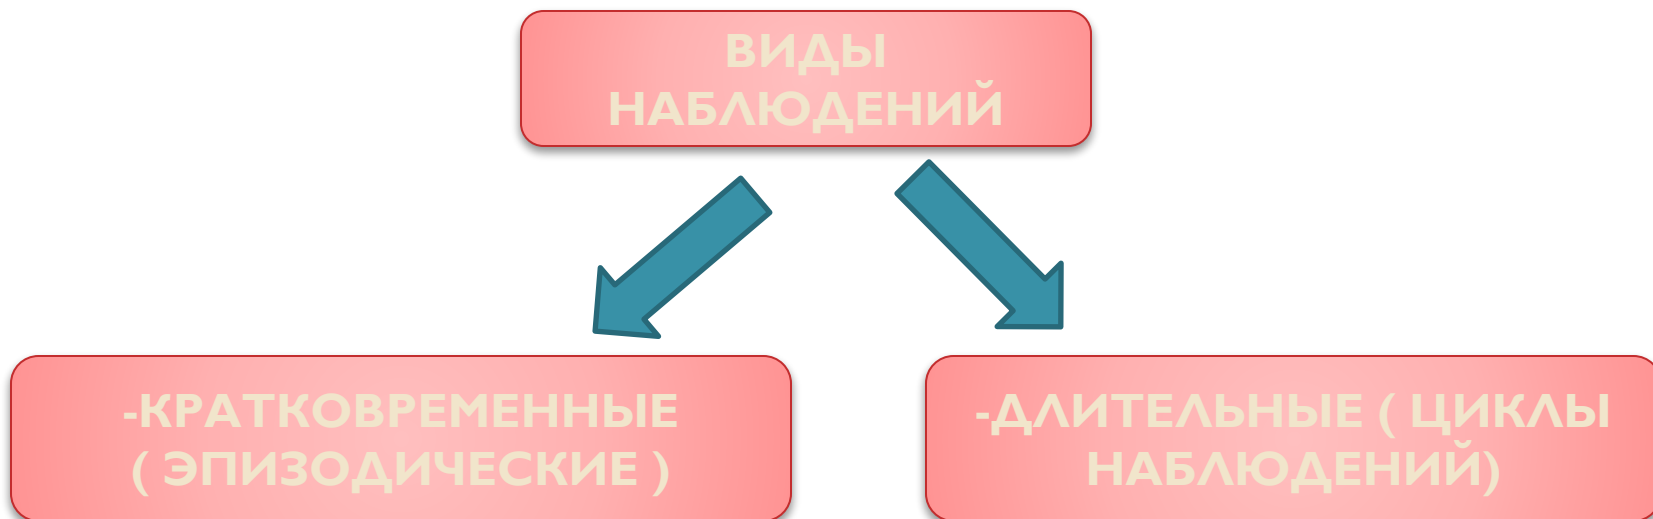 ВИДЫ
НАБЛЮДЕНИЙ
-КРАТКОВРЕМЕННЫЕ
( ЭПИЗОДИЧЕСКИЕ )
-ДЛИТЕЛЬНЫЕ ( ЦИКЛЫ
НАБЛЮДЕНИЙ)